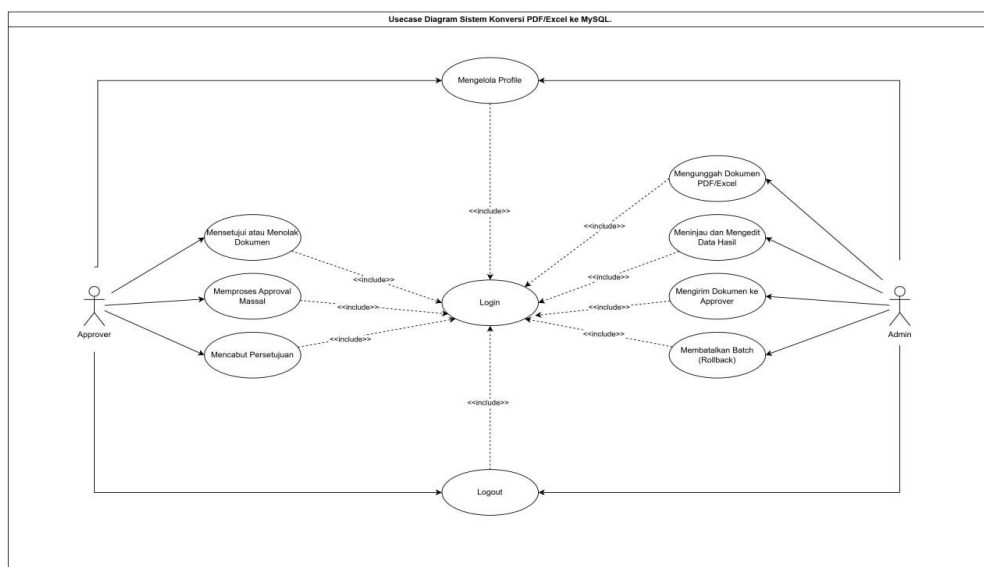 Usecase Diagram Sistem Konversi PDF/Excel ke MySQL.
Mengelola Profile
Mengunggah Dokumen
PDF/Excel
<<include>>
<<include>>
Mensetujui atau Menolak
Dokumen
Meninjau dan Mengedit
Data Hasil
<<include>>
<<include>>
Memproses Approval
Massal
<<include>>
Login
<<include>>
Mengirim Dokumen ke
Approver
Approver
Admin
Mencabut Persetujuan
<<include>>
<<include>>
Membatalkan Batch
(Rollback)
<<include>>
Logout